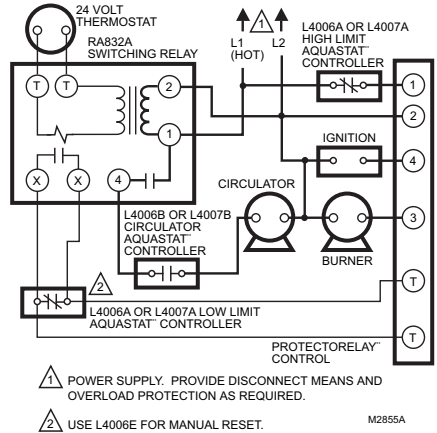 24 VOLT
THERMOSTAT
RA832A
SWITCHING RELAY
1
L1
(HOT)
L2
L4006A OR L4007A
HIGH LIMIT
AQUASTAT™
CONTROLLER
T
T
2
1
1
2
IGNITION
4
X
X
4
CIRCULATOR
L4006B OR L4007B
CIRCULATOR
AQUASTAT™
CONTROLLER
3
BURNER
2
L4006A OR L4007A LOW LIMIT
AQUASTAT™ CONTROLLER
T
PROTECTORELAY™
CONTROL
T
1 POWER SUPPLY. PROVIDE DISCONNECT MEANS AND
OVERLOAD PROTECTION AS REQUIRED.
2 USE L4006E FOR MANUAL RESET.
M2855A